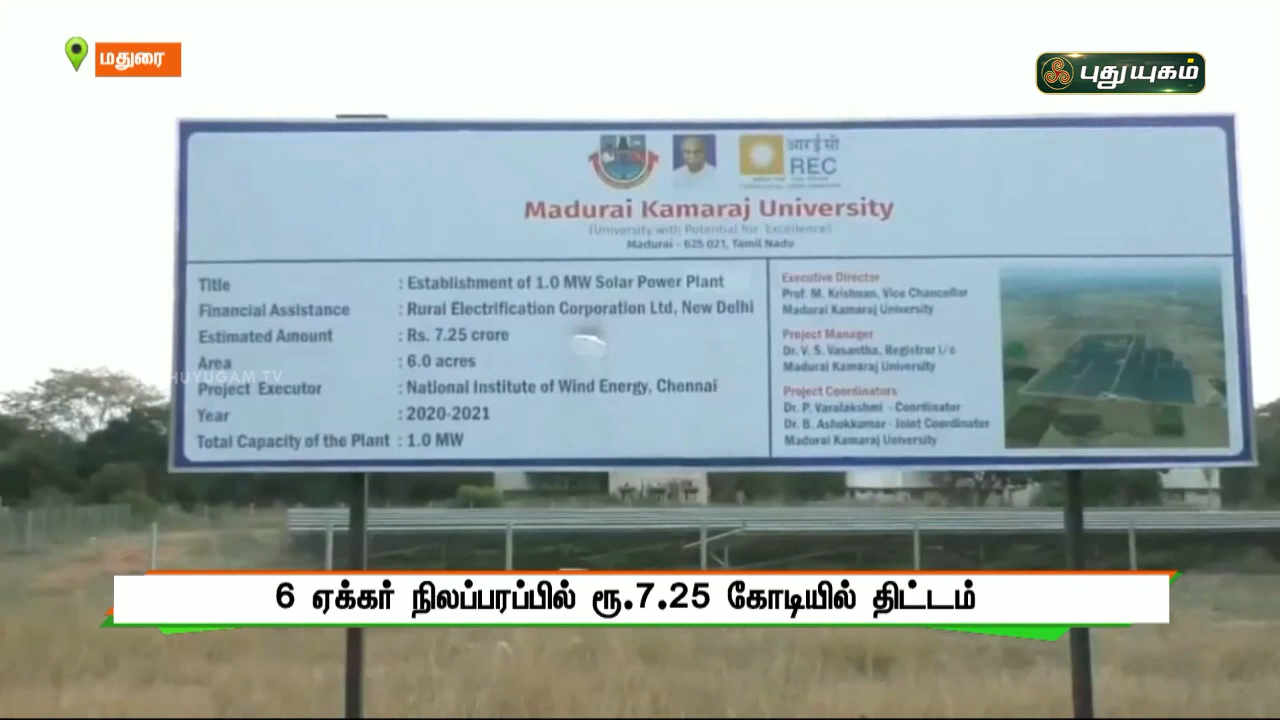 மதுரை
புதுயுகம்
आरईसी
REC
Madurai Kamaraj University
(University with Potential for Excellence)
Madurai - 625 021, Tamil Nadu
Title : Establishment of 1.0 MW Solar Power Plant
Financial Assistance : Rural Electrification Corporation Ltd, New Delhi
Estimated Amount : Rs. 7.25 crore
Area : 6.0 acres
Project Executor : National Institute of Wind Energy, Chennai
Year : 2020-2021
Total Capacity of the Plant : 1.0 MW
Executive Director
Prof. M. Krishnan, Vice Chancellor
Madurai Kamaraj University
Project Manager
Dr. V. S. Vasantha, Registrar i/c
Madurai Kamaraj University
Project Coordinators
Dr. P. Varalakshmi - Coordinator
Dr. B. Ashokkumar - Joint Coordinator
Madurai Kamaraj University
HUYUGAM TV
6 ஏக்கர் நிலப்பரப்பில் ரூ.7.25 கோடியில் திட்டம்